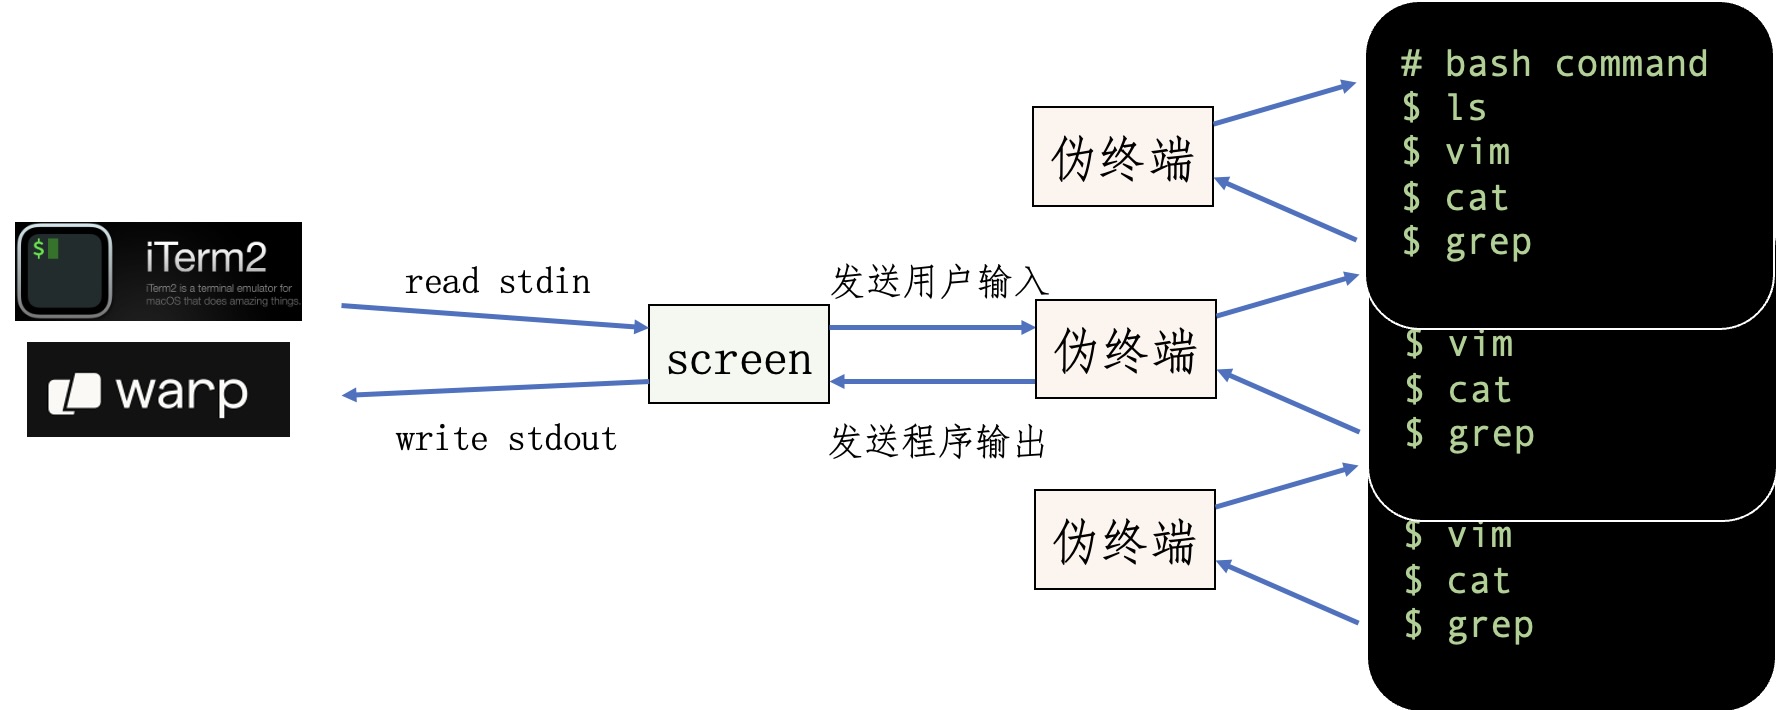 $
iTerm2
iTerm2 is a terminal emulator for
macOS that does amazing things.
warp
read stdin
write stdout
screen
发送用户输入
发送程序输出
伪终端
伪终端
伪终端
# bash command
$ ls
$ vim
$ cat
$ grep
$ vim
$ cat
$ grep
$ vim
$ cat
$ grep